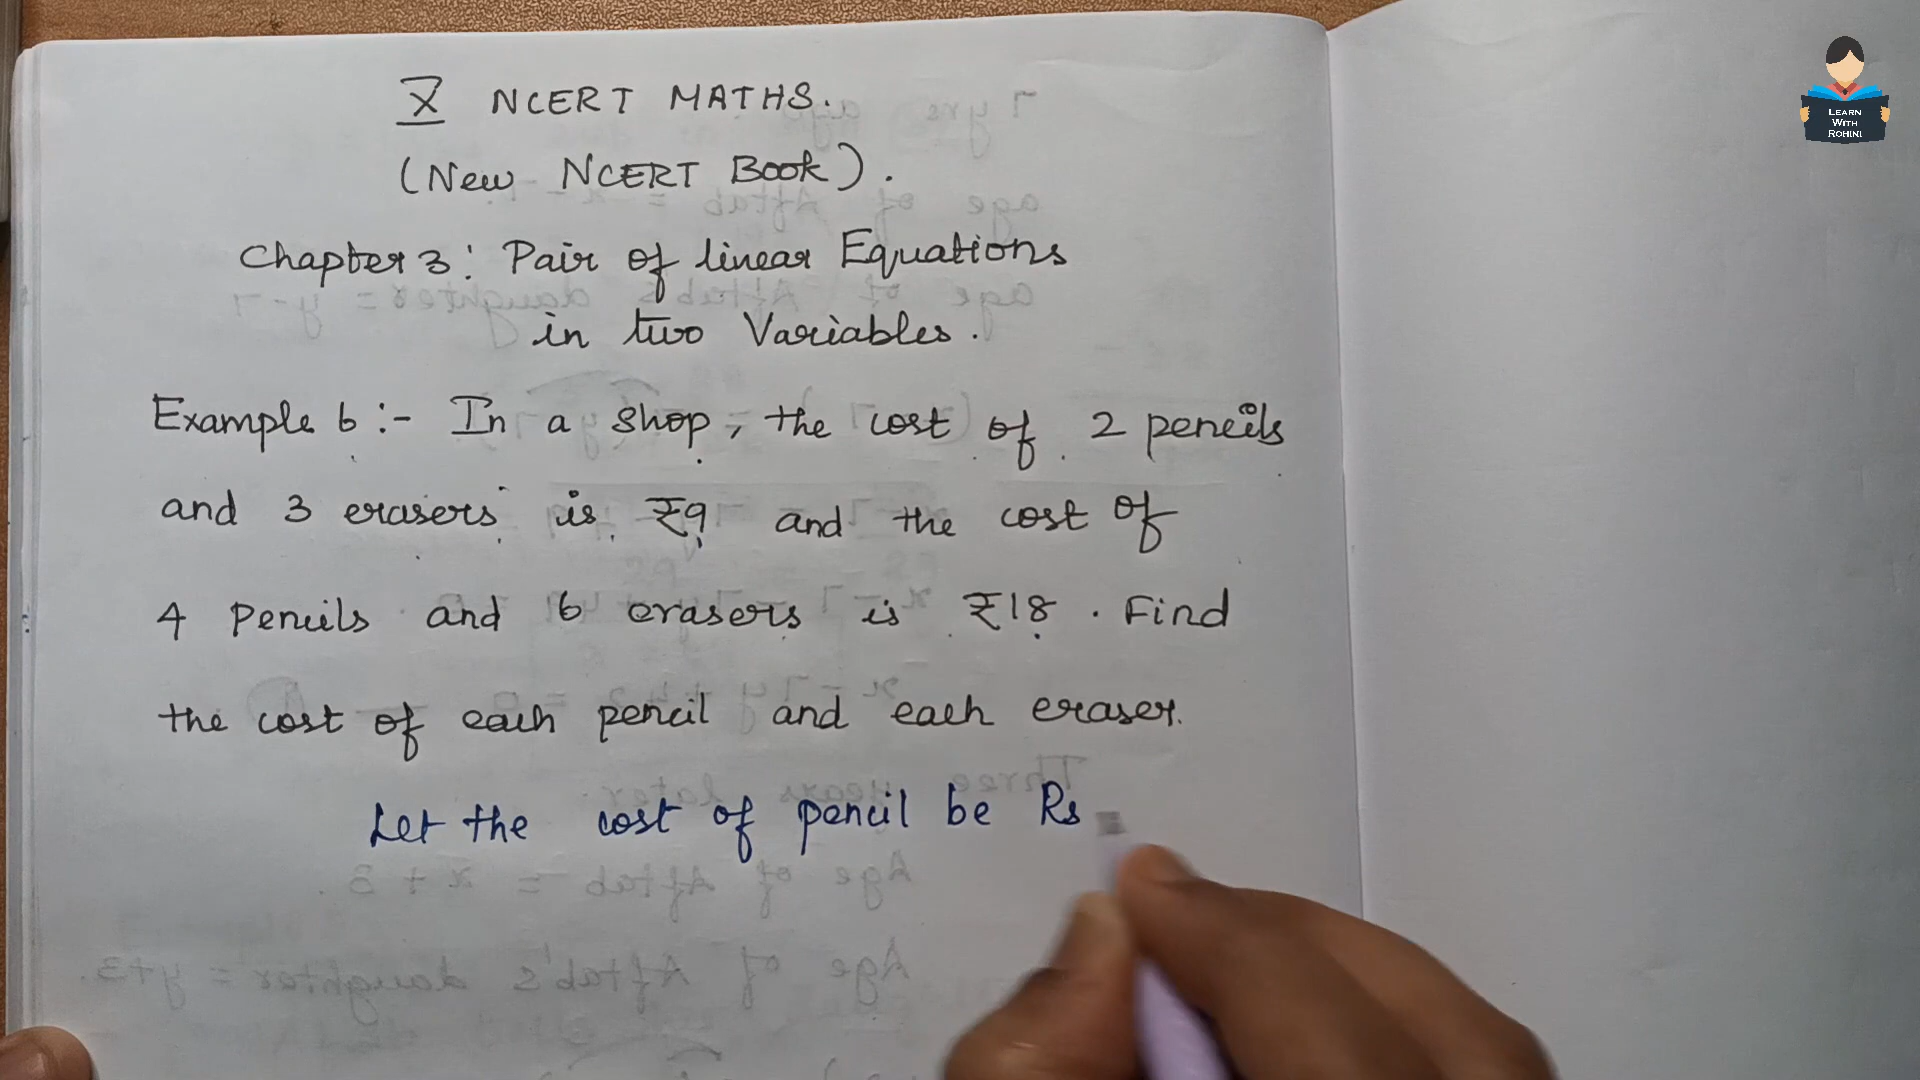 X NCERT MATHS.
(New NCERT Book).
Chapter 3: Pair of linear Equations
in two Variables.
Example 6:- In a shop, the cost of 2 pencils
and 3 erasers is ₹9 and the cost of
4 pencils and 6 erasers is ₹18. Find
the cost of each pencil and each eraser.
Let the cost of pencil be Rs
LEARN
WITH
ROHINI